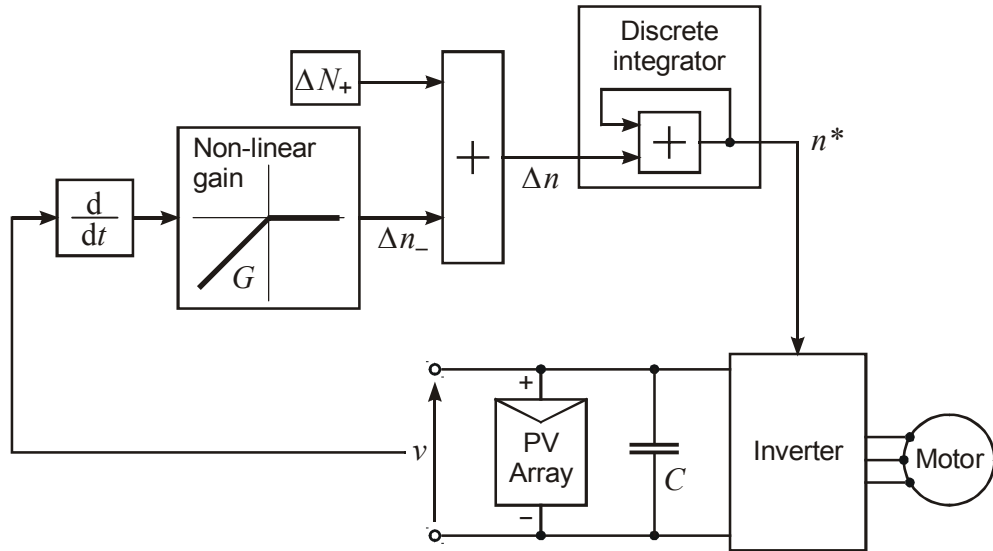 Discrete
integrator
ΔN+
+
n*
Non-linear
gain
+
Δn
d
dt
Δn−
G
+
PV
Array
−
v
C
Inverter
Motor